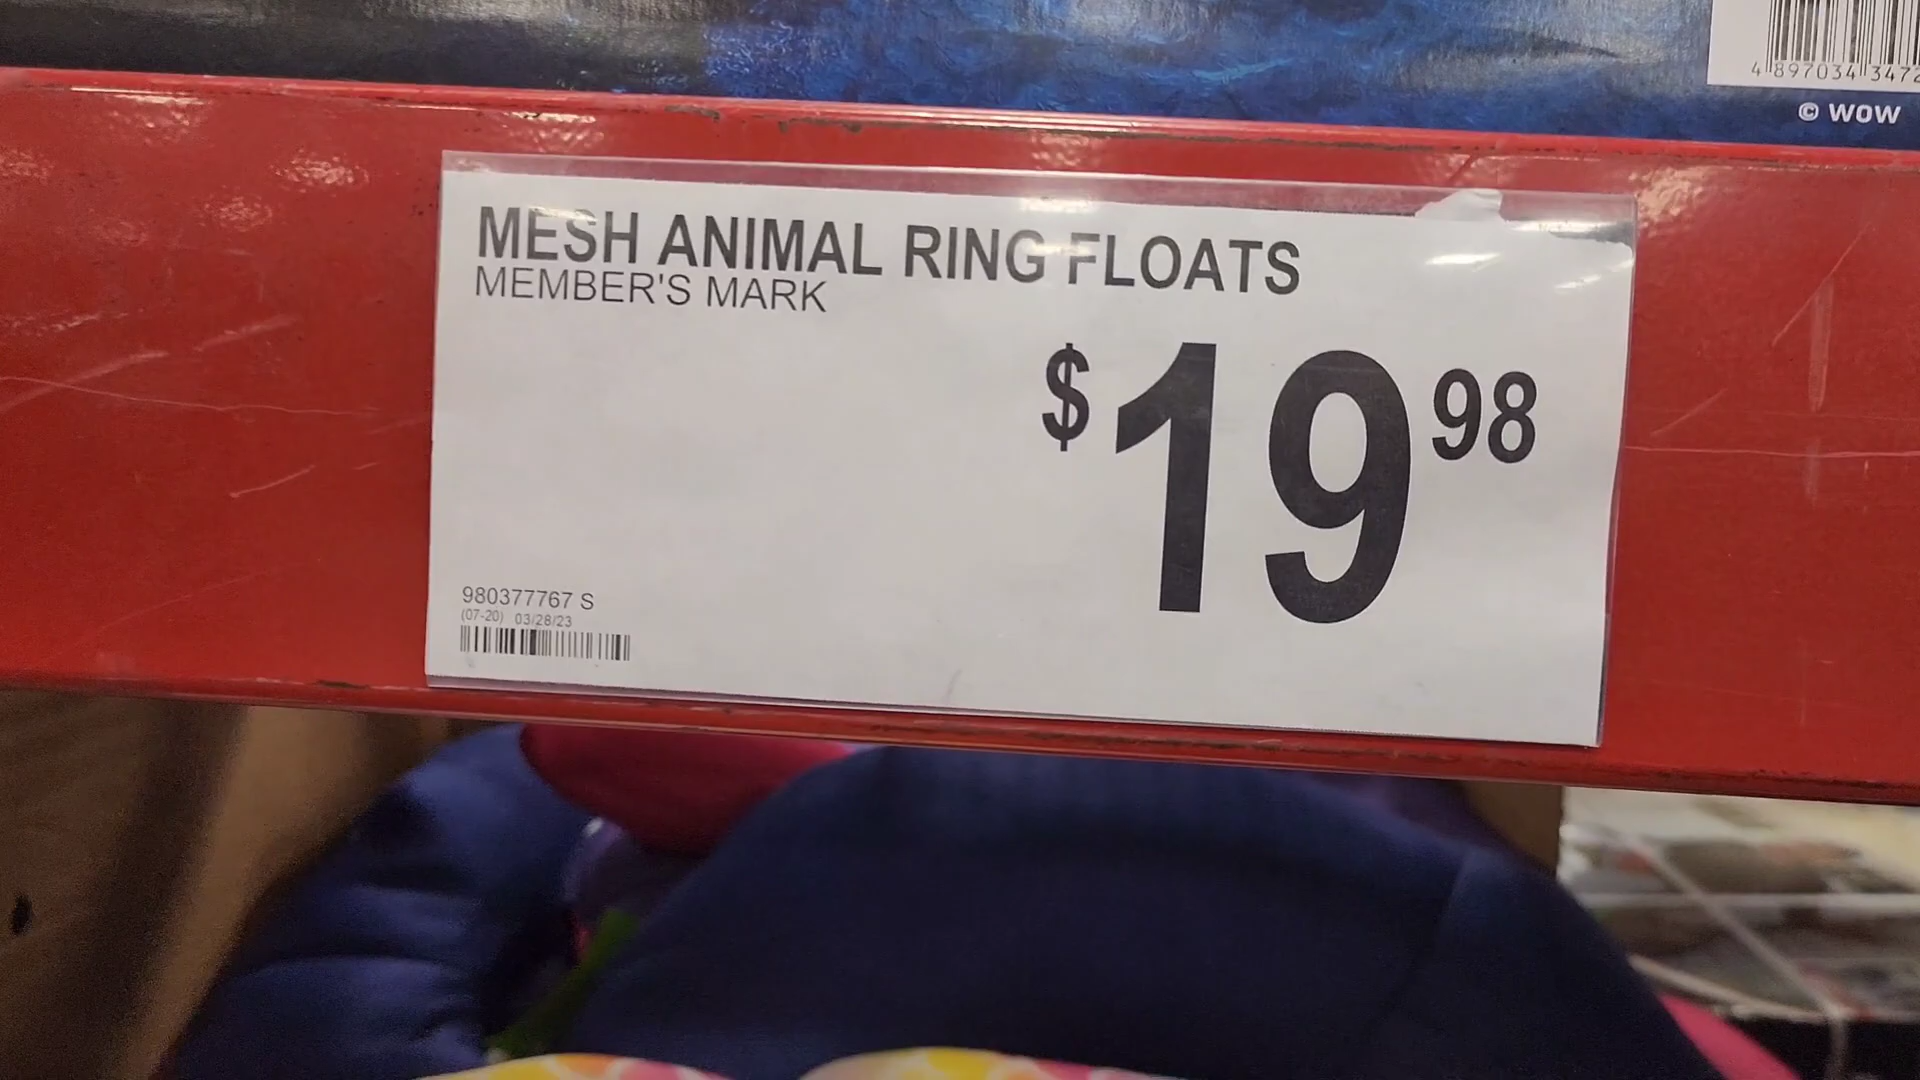 4 897034 3472
© WOW
MESH ANIMAL RING FLOATS
MEMBER'S MARK
$19 98
980377767 S
(07-20) 03/28/23